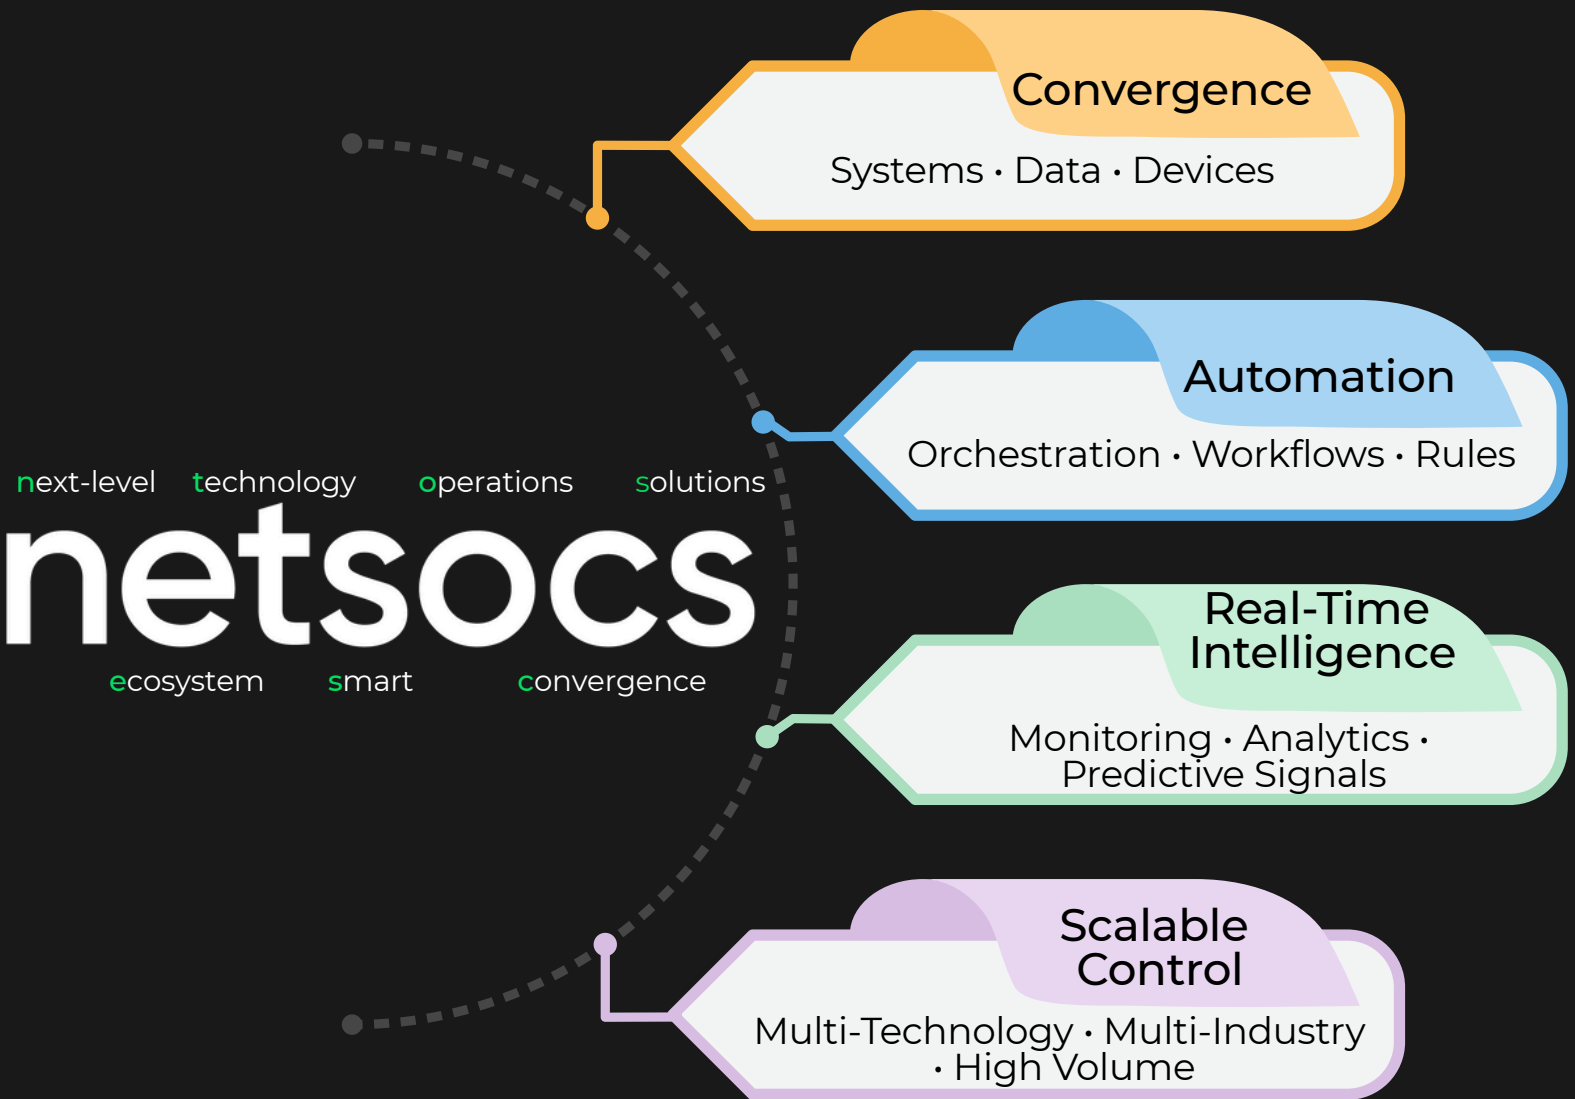 next-level technology operations solutions
netsocs
ecosystem smart convergence
Convergence
Systems • Data • Devices
Automation
Orchestration • Workflows • Rules
Real-Time
Intelligence
Monitoring • Analytics •
Predictive Signals
Scalable
Control
Multi-Technology • Multi-Industry
• High Volume